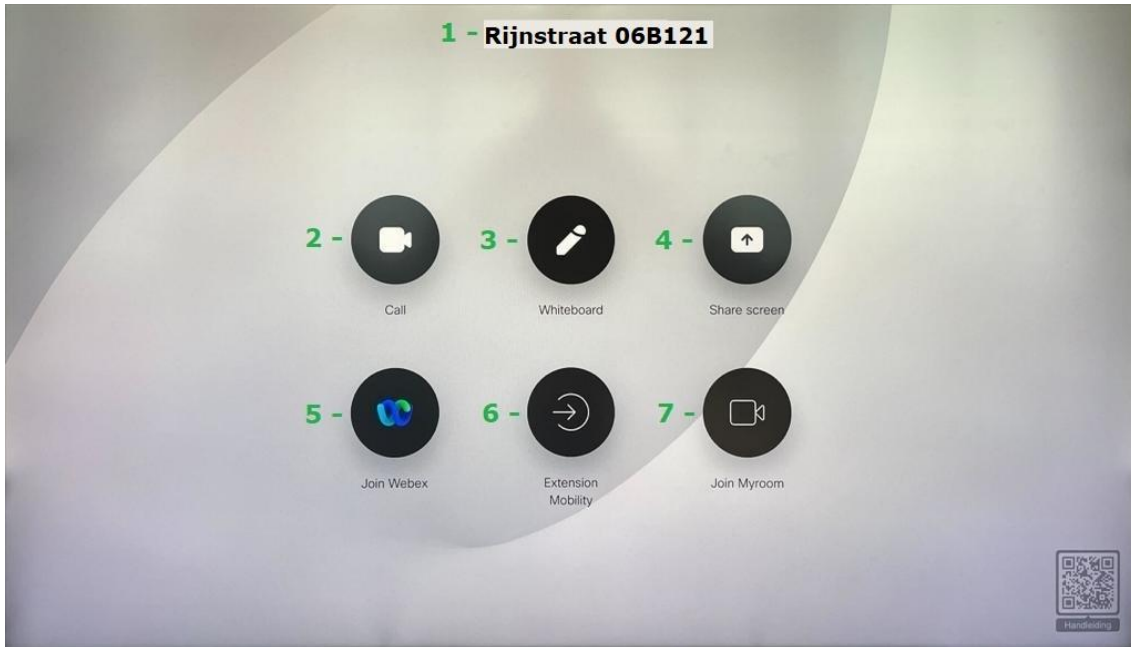 1 - Rijnstraat 06B121
2 -
3 -
4 -
Call
Whiteboard
Share screen
5 -
6 -
7 -
Join Webex
Extension
Mobility
Join Myroom
Handleiding